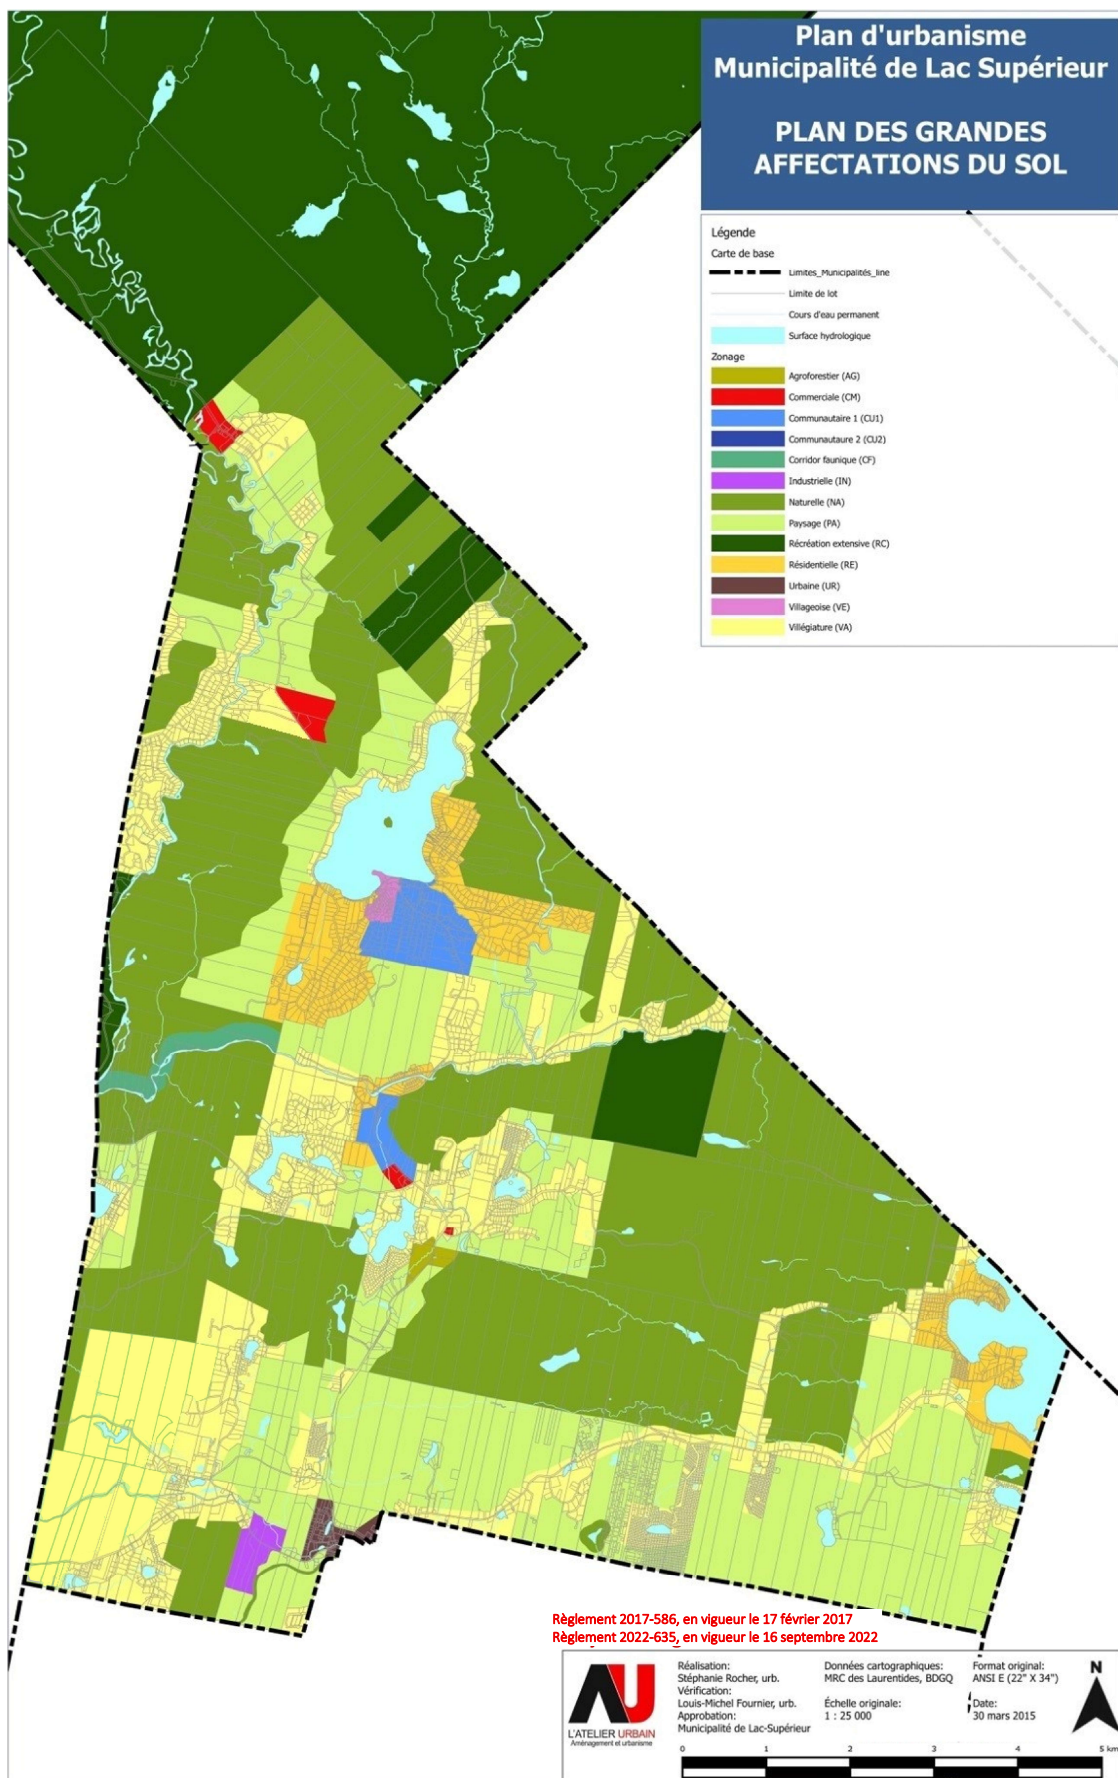 Plan d'urbanisme
Municipalité de Lac Supérieur
PLAN DES GRANDES
AFFECTATIONS DU SOL
Légende
Carte de base
Limites_Municipalités_line
Limite de lot
Cours d'eau permanent
Surface hydrologique
Zonage
Agroforestier (AG)
Commerciale (CM)
Communautaire 1 (CU1)
Communautaure 2 (CU2)
Corridor faunique (CF)
Industrielle (IN)
Naturelle (NA)
Paysage (PA)
Récréation extensive (RC)
Résidentielle (RE)
Urbaine (UR)
Villageoise (VE)
Villégiature (VA)
Règlement 2017-586, en vigueur le 17 février 2017
Règlement 2022-635, en vigueur le 16 septembre 2022
AU
L'ATELIER URBAIN
Aménagement et urbanisme
Réalisation:
Stéphanie Rocher, urb.
Vérification:
Louis-Michel Fournier, urb.
Approbation:
Municipalité de Lac-Supérieur
Données cartographiques:
MRC des Laurentides, BDGQ
Échelle originale:
1 : 25 000
Format original:
ANSI E (22" X 34")
Date:
30 mars 2015
N
0 1 2 3 4 5 km